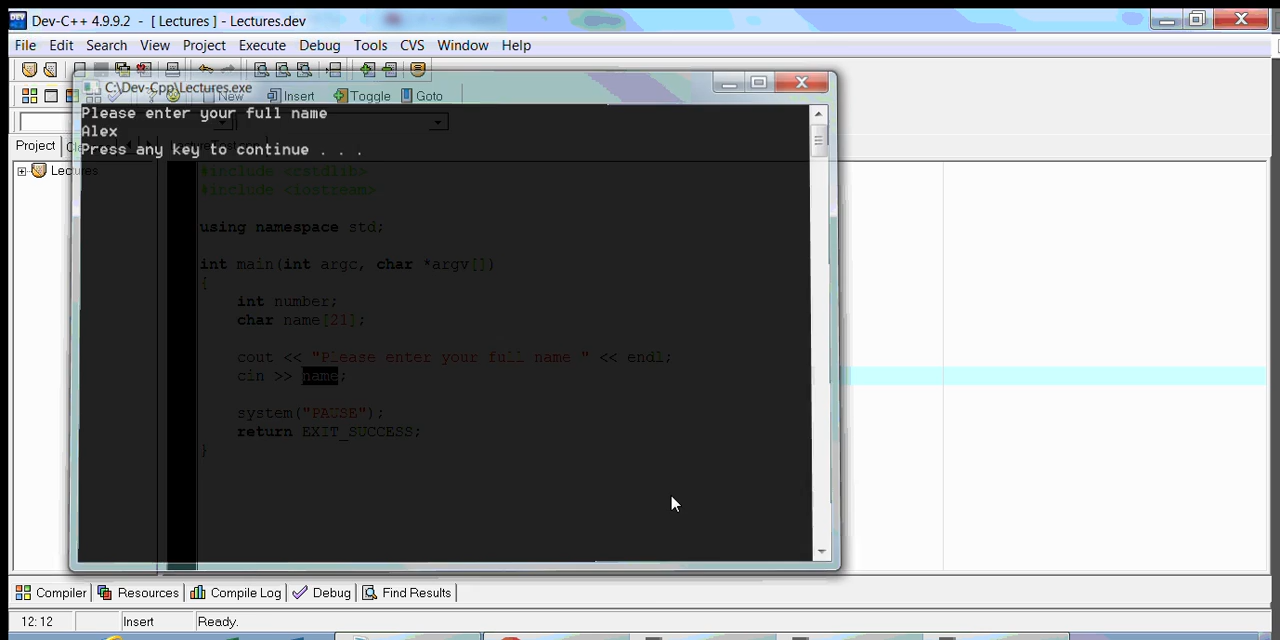 Dev-C++ 4.9.9.2 - [ Lectures ] - Lectures.dev
File Edit Search View Project Execute Debug Tools CVS Window Help
C:\Dev-Cpp\Lectures.exe
New Insert Toggle Goto
Please enter your full name
Alex
Press any key to continue . . .
Project
Lectures
#include <cstdlib>
#include <iostream>
using namespace std;
int main(int argc, char *argv[])
{
int number;
char name[21];
cout << "Please enter your full name " << endl;
cin >> name;
system("PAUSE");
return EXIT_SUCCESS;
}
Compiler Resources Compile Log Debug Find Results
12:12 Insert Ready.